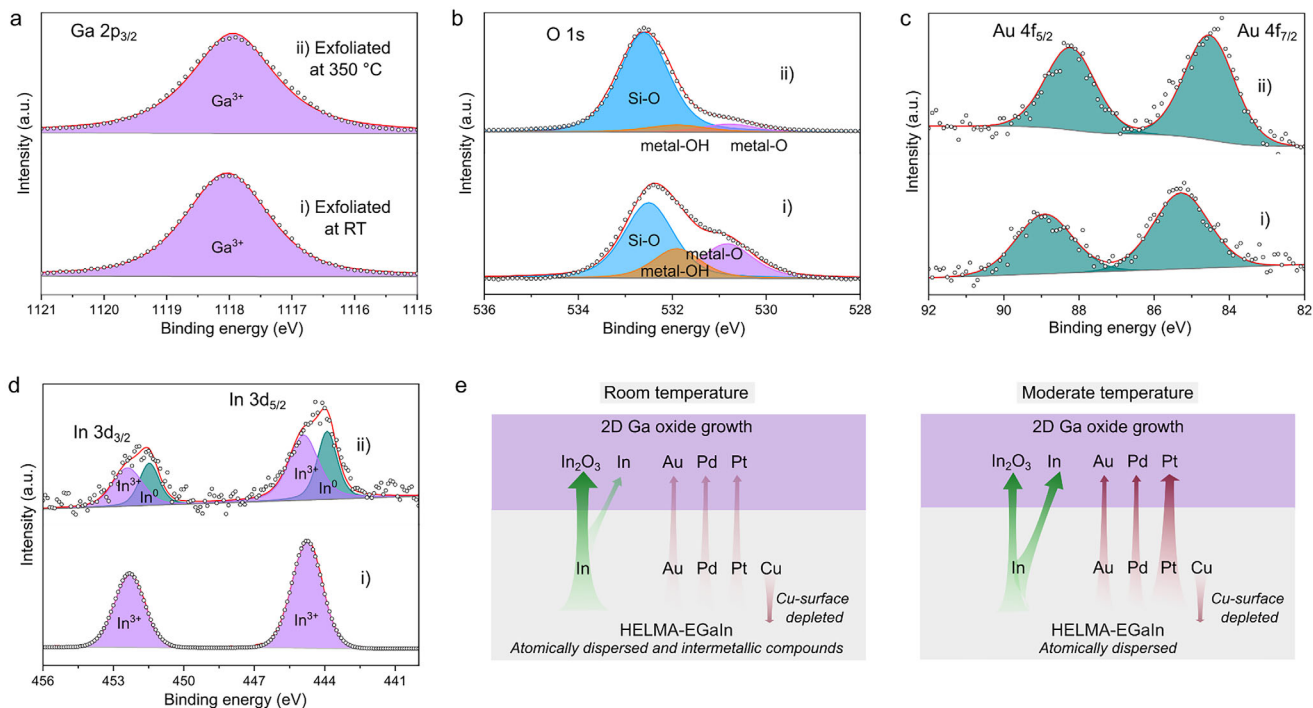 a
Ga 2p3/2
ii) Exfoliated
at 350 °C
Ga3+
i) Exfoliated
at RT
Ga3+
Intensity (a.u.)
1121 1120 1119 1118 1117 1116 1115
Binding energy (eV)
b
O 1s
ii)
Si-O
metal-OH metal-O
i)
Si-O
metal-O
metal-OH
Intensity (a.u.)
536 534 532 530 528
Binding energy (eV)
c
Au 4f5/2 Au 4f7/2
ii)
i)
Intensity (a.u.)
92 90 88 86 84 82
Binding energy (eV)
d
In 3d5/2
In 3d3/2
ii)
In3+ In0
In3+ In0
i)
In3+
In3+
Intensity (a.u.)
456 453 450 447 444 441
Binding energy (eV)
e
Room temperature
2D Ga oxide growth
In2O3 In Au Pd Pt
In Au Pd Pt Cu
Cu-surface
depleted
HELMA-EGaIn
Atomically dispersed and intermetallic compounds
Moderate temperature
2D Ga oxide growth
In2O3 In Au Pd Pt
In Au Pd Pt Cu
Cu-surface
depleted
HELMA-EGaIn
Atomically dispersed